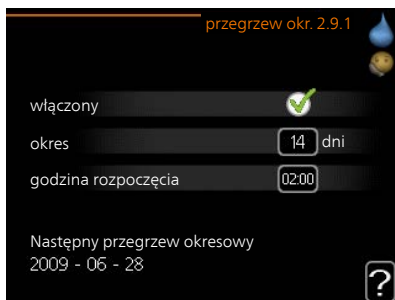 przegrzew okr. 2.9.1
włączony
okres 14 dni
godzina rozpoczęcia 02:00
Następny przegrzew okresowy
2009 - 06 - 28
?